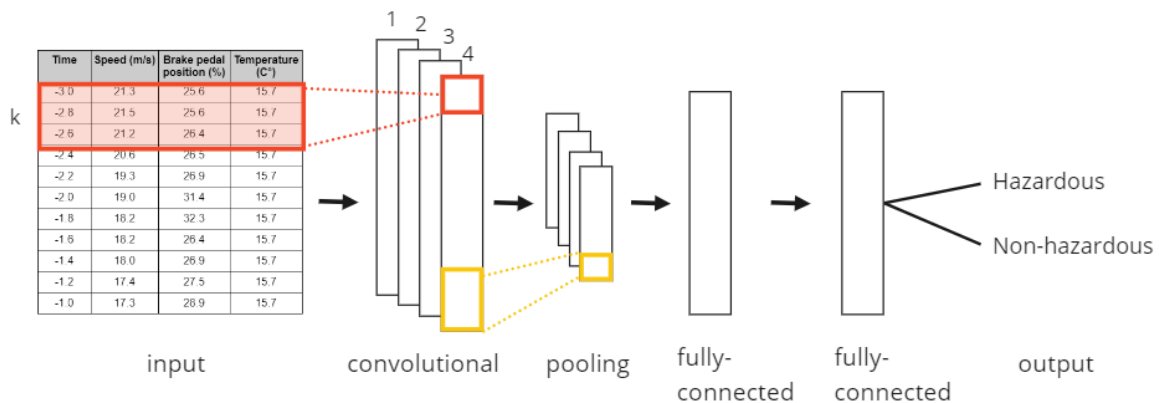 1
2
3
4
Time Speed (m/s) Brake pedal position (%) Temperature (C°)
-3.0 21.3 25.6 15.7
-2.8 21.5 25.6 15.7
-2.6 21.2 26.4 15.7
-2.4 20.6 26.5 15.7
-2.2 19.3 26.9 15.7
-2.0 19.0 31.4 15.7
-1.8 18.2 32.3 15.7
-1.6 18.2 26.4 15.7
-1.4 18.0 26.9 15.7
-1.2 17.4 27.5 15.7
-1.0 17.3 28.9 15.7
k
Hazardous
Non-hazardous
input
convolutional
pooling
fully-
connected
fully-
connected
output